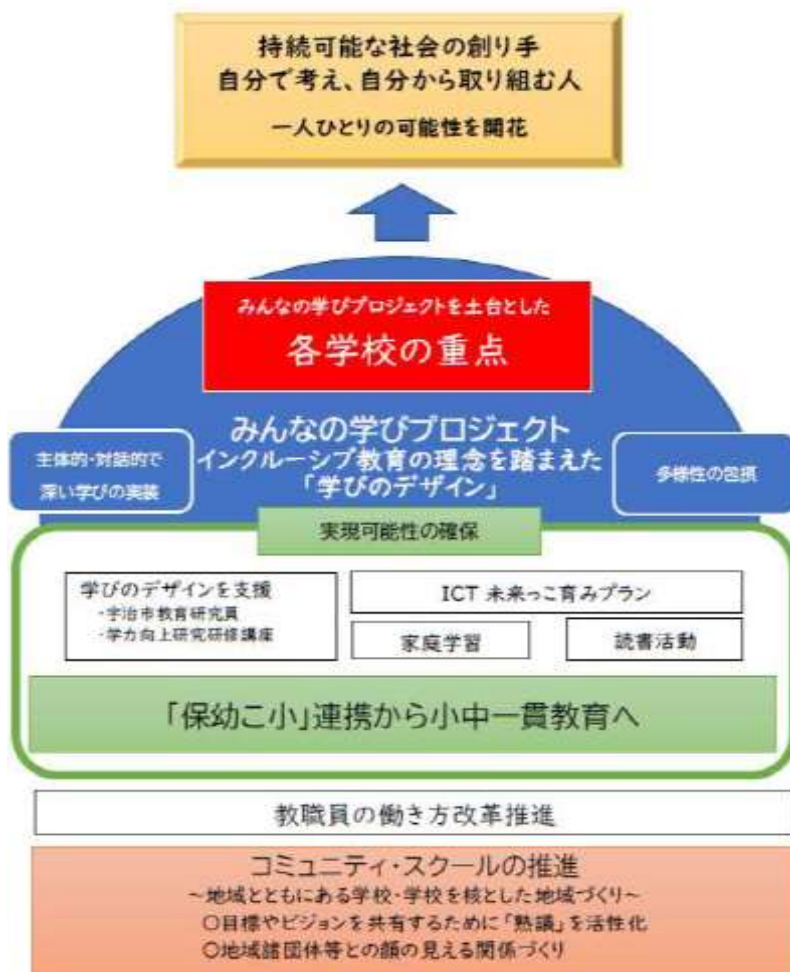 持続可能な社会の創り手
自分で考え、自分から取り組む人
一人ひとりの可能性を開花
みんなの学びプロジェクトを土台とした
各学校の重点
みんなの学びプロジェクト
インクルーシブ教育の理念を踏まえた
「学びのデザイン」
主体的・対話的で
深い学びの実装
多様性の包摂
実現可能性の確保
学びのデザインを支援
・宇治市教育研究員
・学力向上研究研修講座
ICT 未来っこ育みプラン
家庭学習
読書活動
「保幼こ小」連携から小中一貫教育へ
教職員の働き方改革推進
コミュニティ・スクールの推進
~地域とともにある学校・学校を核とした地域づくり~
〇目標やビジョンを共有するために「熟議」を活性化
〇地域諸団体等との顔の見える関係づくり